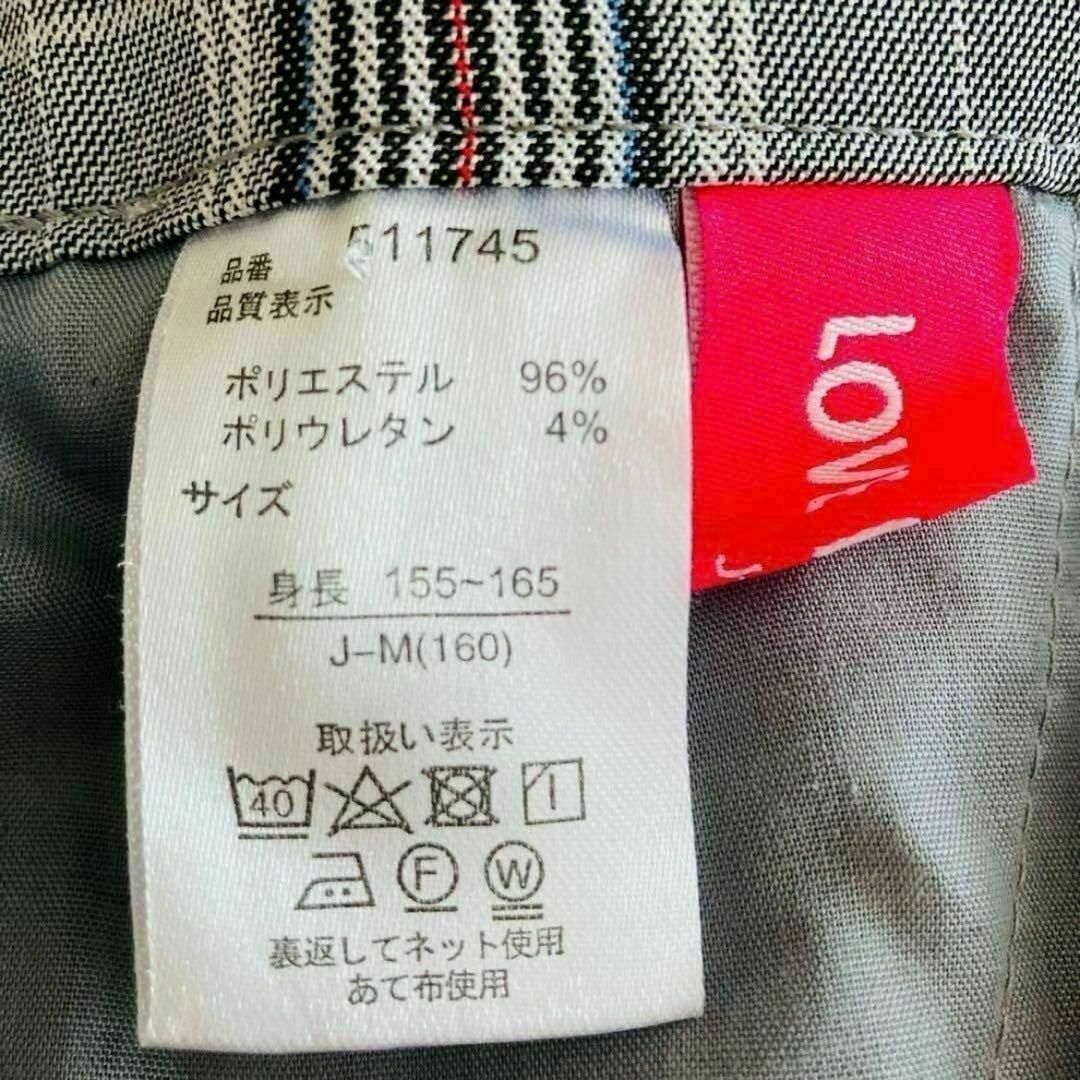 品番 511745
品質表示
ポリエステル 96%
ポリウレタン 4%
サイズ
身長 155~165
J-M(160)
取扱い表示
40
F W
裏返してネット使用
あて布使用
LOV
J